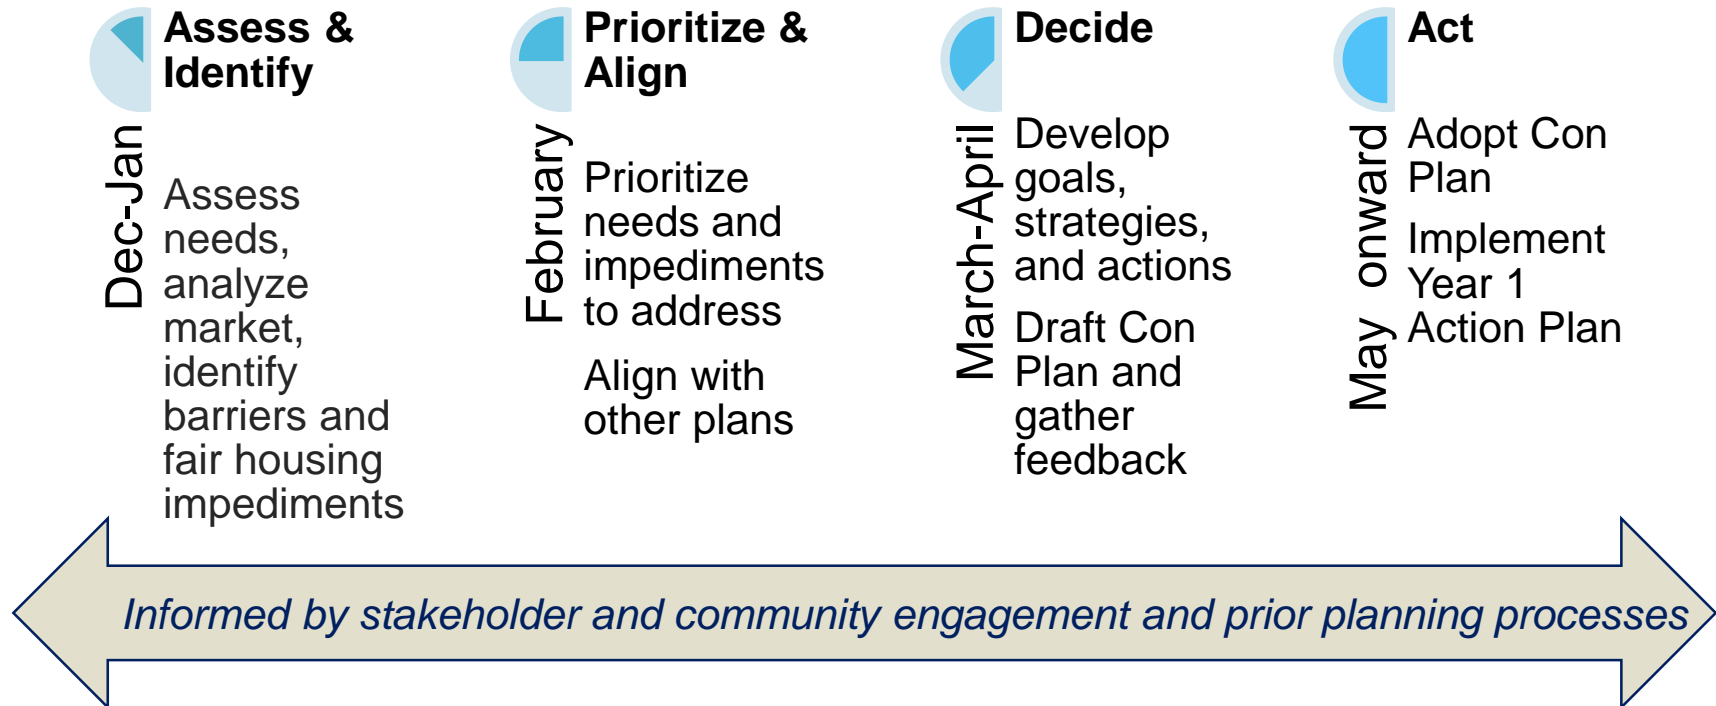 Assess &
Identify
Dec-Jan
Assess
needs,
analyze
market,
identify
barriers and
fair housing
impediments
Prioritize &
Align
February
Prioritize
needs and
impediments
to address
Align with
other plans
Decide
March-April
Develop
goals,
strategies,
and actions
Draft Con
Plan and
gather
feedback
Act
May onward
Adopt Con
Plan
Implement
Year 1
Action Plan
Informed by stakeholder and community engagement and prior planning processes